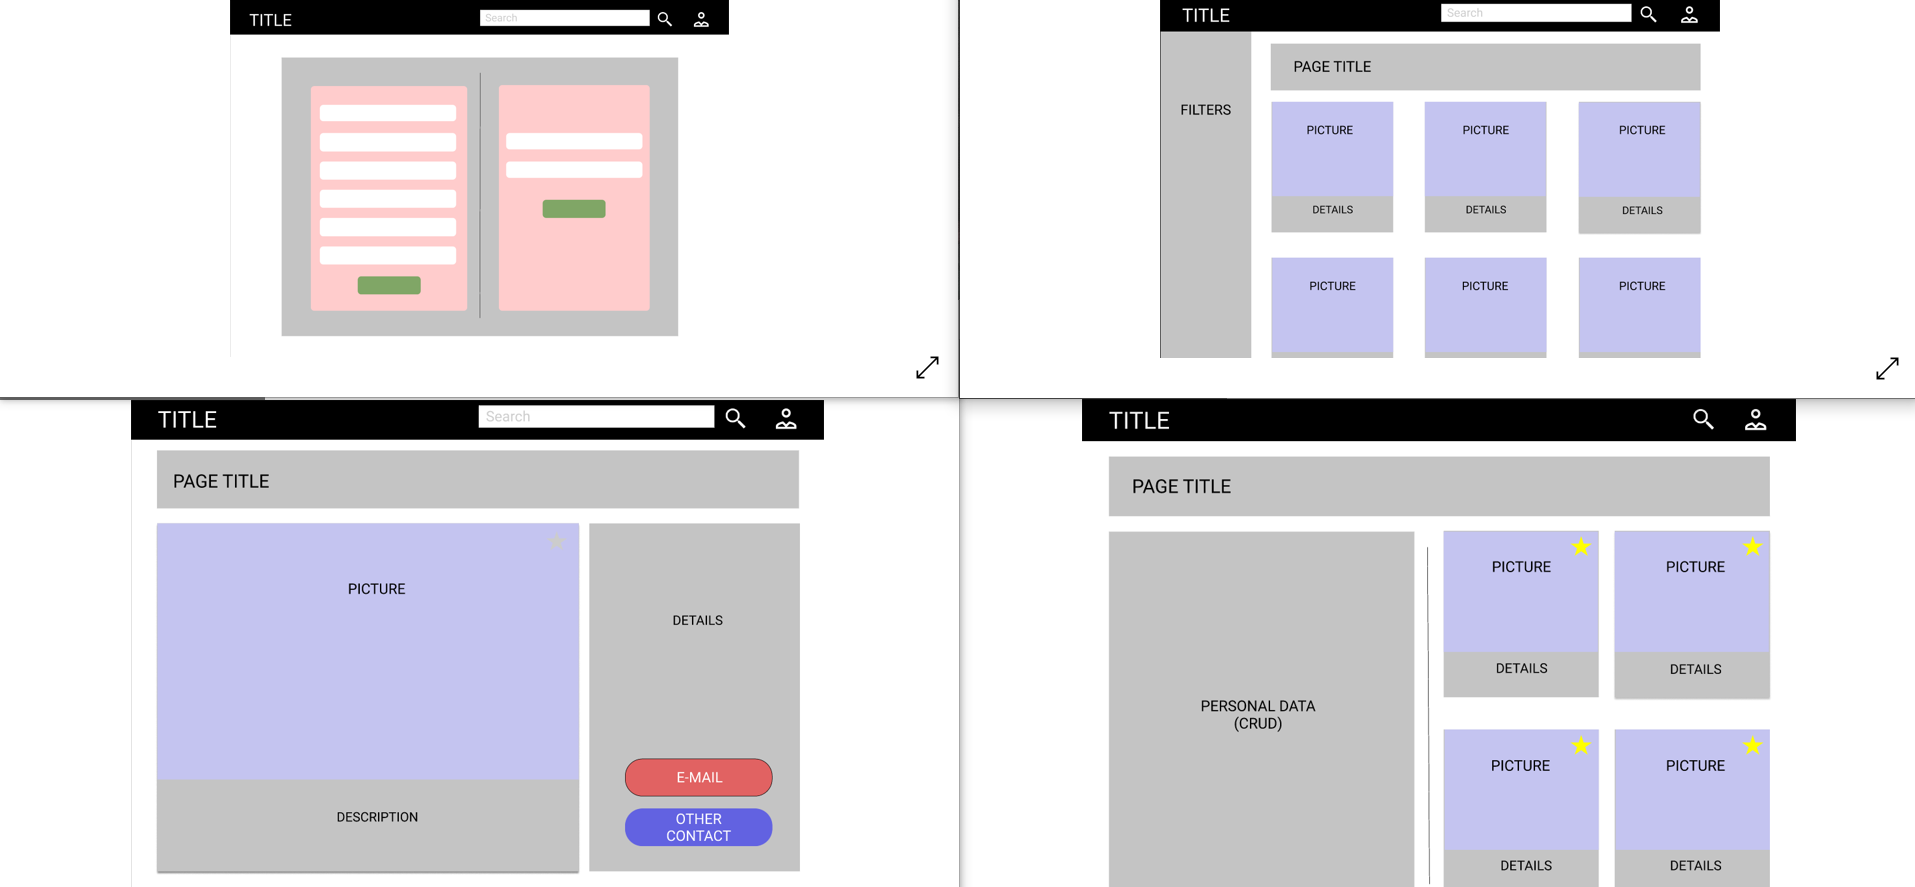 TITLE
Search
TITLE
Search
FILTERS
PAGE TITLE
PICTURE
PICTURE
PICTURE
DETAILS
DETAILS
DETAILS
PICTURE
PICTURE
PICTURE
TITLE
Search
PAGE TITLE
PICTURE
DESCRIPTION
DETAILS
E-MAIL
OTHER
CONTACT
TITLE
PAGE TITLE
PERSONAL DATA
(CRUD)
PICTURE
PICTURE
DETAILS
DETAILS
PICTURE
PICTURE
DETAILS
DETAILS